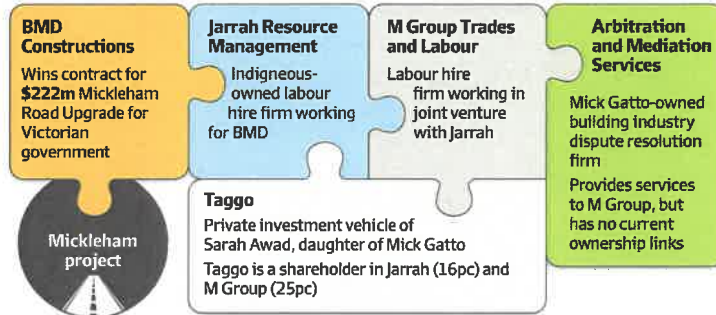 BMD
Constructions
Wins contract for
$222m Mickleham
Road Upgrade for
Victorian
government
Jarrah Resource
Management
Indigneous-
owned labour
hire firm working
for BMD
M Group Trades
and Labour
Labour hire
firm working in
joint venture
with Jarrah
Arbitration
and Mediation
Services
Mick Gatto-owned
building industry
dispute resolution
firm
Provides services
to M Group, but
has no current
ownership links
Mickleham
project
Taggo
Private investment vehicle of
Sarah Awad, daughter of Mick Gatto
Taggo is a shareholder in Jarrah (16pc) and
M Group (25pc)